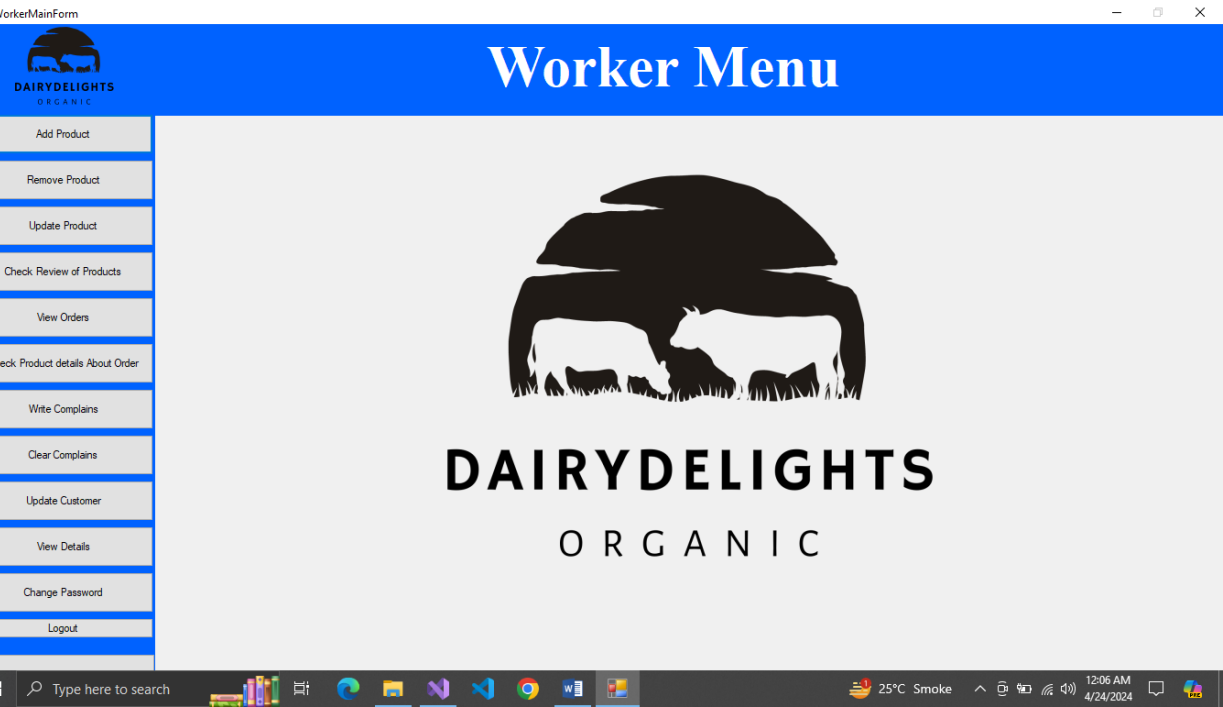 WorkerMainForm
DAIRYDELIGHTS
ORGANIC
Worker Menu
Add Product
Remove Product
Update Product
Check Review of Products
View Orders
eck Product details About Order
Write Complains
Clear Complains
Update Customer
View Details
Change Password
Logout
DAIRYDELIGHTS
ORGANIC
Type here to search
1
25°C Smoke
12:06 AM
4/24/2024
PRE